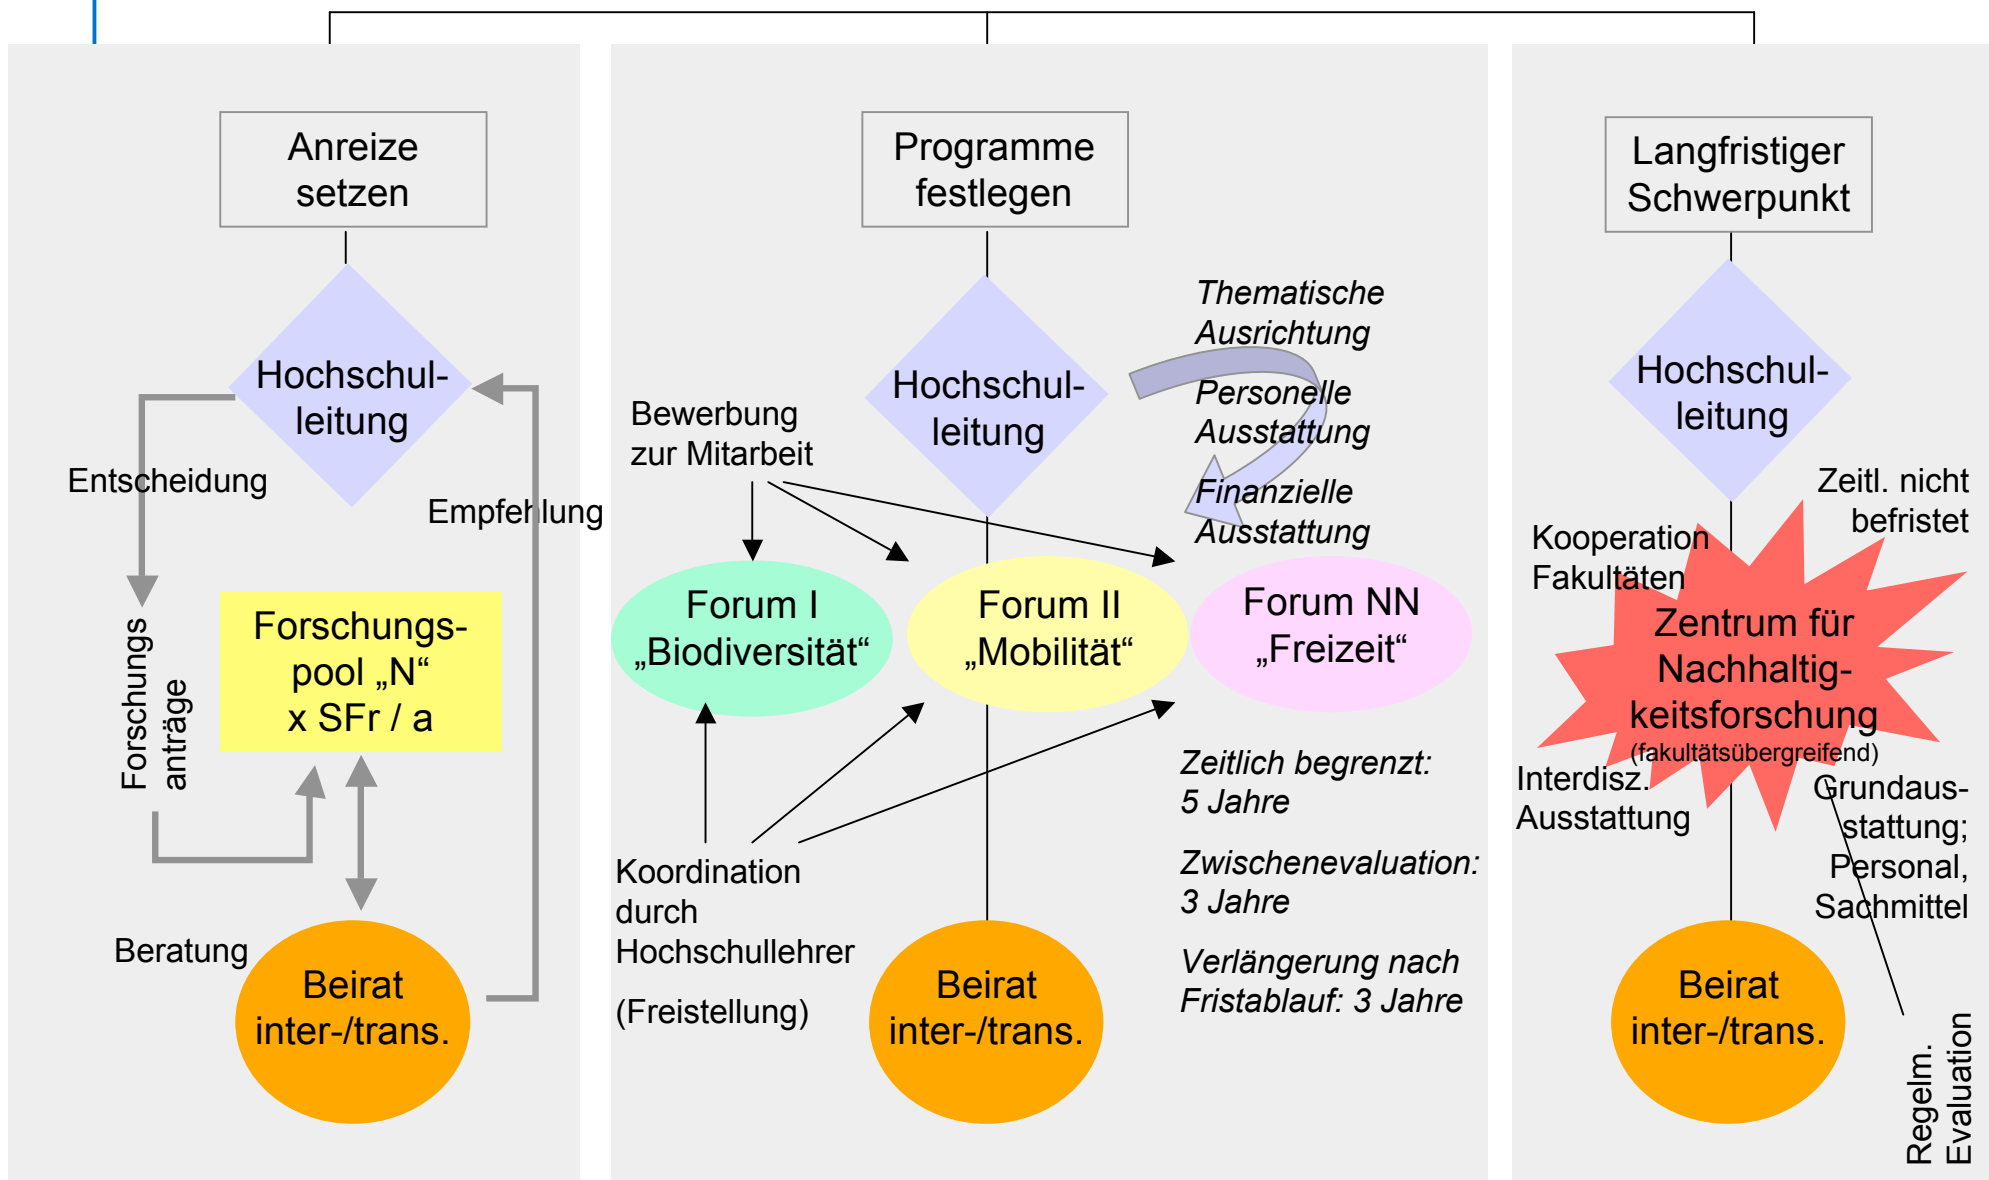 Anreize
setzen
Hochschul-
leitung
Entscheidung
Empfehlung
Forschungs
anträge
Forschungs-
pool „N“
x SFr / a
Beratung
Beirat
inter-/trans.
Programme
festlegen
Hochschul-
leitung
Thematische
Ausrichtung
Personelle
Ausstattung
Finanzielle
Ausstattung
Bewerbung
zur Mitarbeit
Forum I
„Biodiversität“
Forum II
„Mobilität“
Forum NN
„Freizeit“
Zeitlich begrenzt:
5 Jahre
Zwischenevaluation:
3 Jahre
Verlängerung nach
Fristablauf: 3 Jahre
Koordination
durch
Hochschullehrer
(Freistellung)
Beirat
inter-/trans.
Langfristiger
Schwerpunkt
Hochschul-
leitung
Zeitl. nicht
befristet
Kooperation
Fakultäten
Zentrum für
Nachhaltig-
keitsforschung
(fakultätsübergreifend)
Interdisz.
Ausstattung
Grundaus-
stattung;
Personal,
Sachmittel
Beirat
inter-/trans.
Regelm.
Evaluation